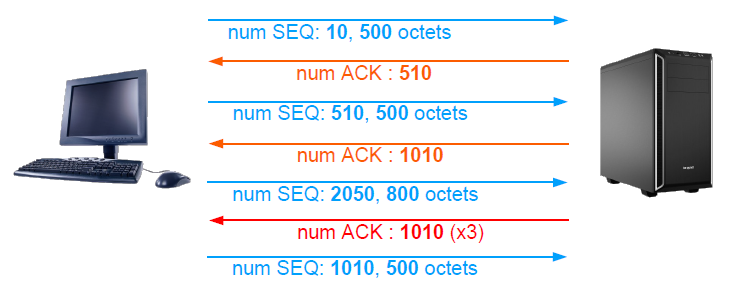 num SEQ: 10, 500 octets
num ACK : 510
num SEQ: 510, 500 octets
num ACK : 1010
num SEQ: 2050, 800 octets
num ACK : 1010 (x3)
num SEQ: 1010, 500 octets